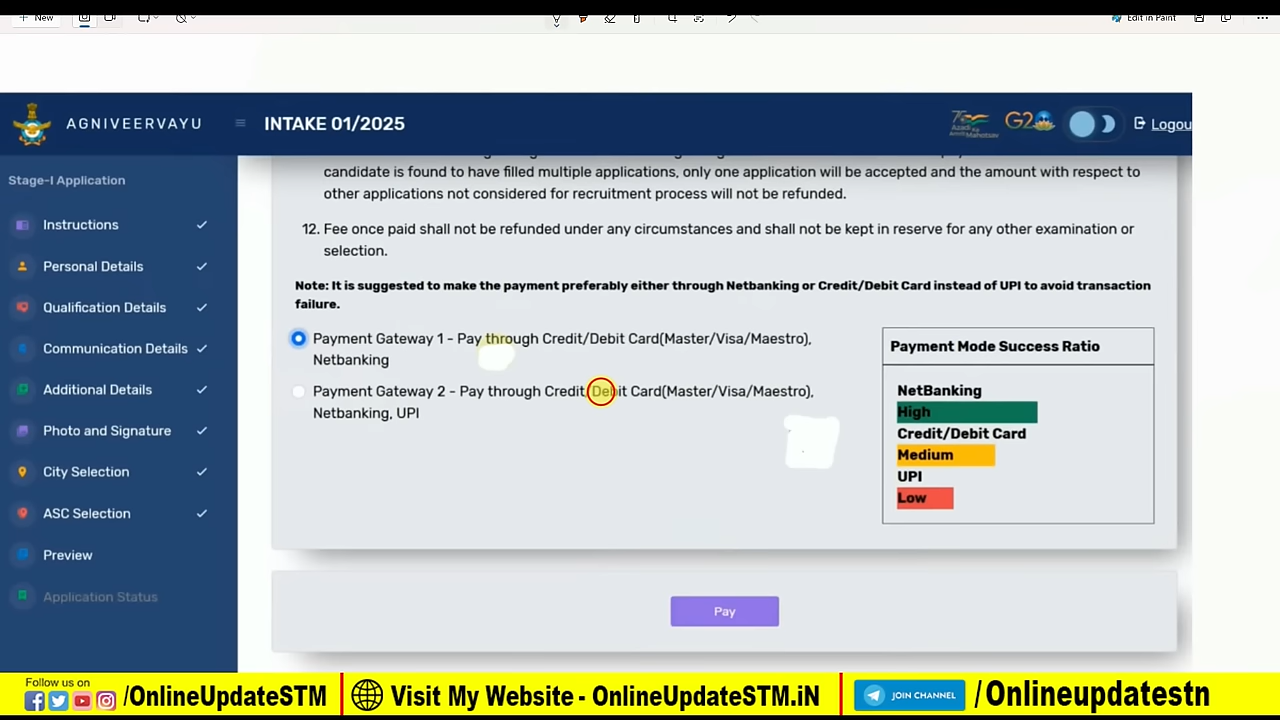 New
Edit in Paint
AGNIVEERVAYU
INTAKE 01/2025
Logou
Stage-I Application
Instructions
Personal Details
Qualification Details
Communication Details
Additional Details
Photo and Signature
City Selection
ASC Selection
Preview
Application Status
candidate is found to have filled multiple applications, only one application will be accepted and the amount with respect to
other applications not considered for recruitment process will not be refunded.
12. Fee once paid shall not be refunded under any circumstances and shall not be kept in reserve for any other examination or
selection.
Note: It is suggested to make the payment preferably either through Netbanking or Credit/Debit Card instead of UPI to avoid transaction
failure.
Payment Gateway 1 - Pay through Credit/Debit Card(Master/Visa/Maestro),
Netbanking
Payment Gateway 2 - Pay through Credit/Debit Card(Master/Visa/Maestro),
Netbanking, UPI
Payment Mode Success Ratio
NetBanking
High
Credit/Debit Card
Medium
UPI
Low
Pay
Follow us on
/OnlineUpdateSTM
Visit My Website - OnlineUpdateSTM.iN
JOIN CHANNEL
/Onlineupdatestn